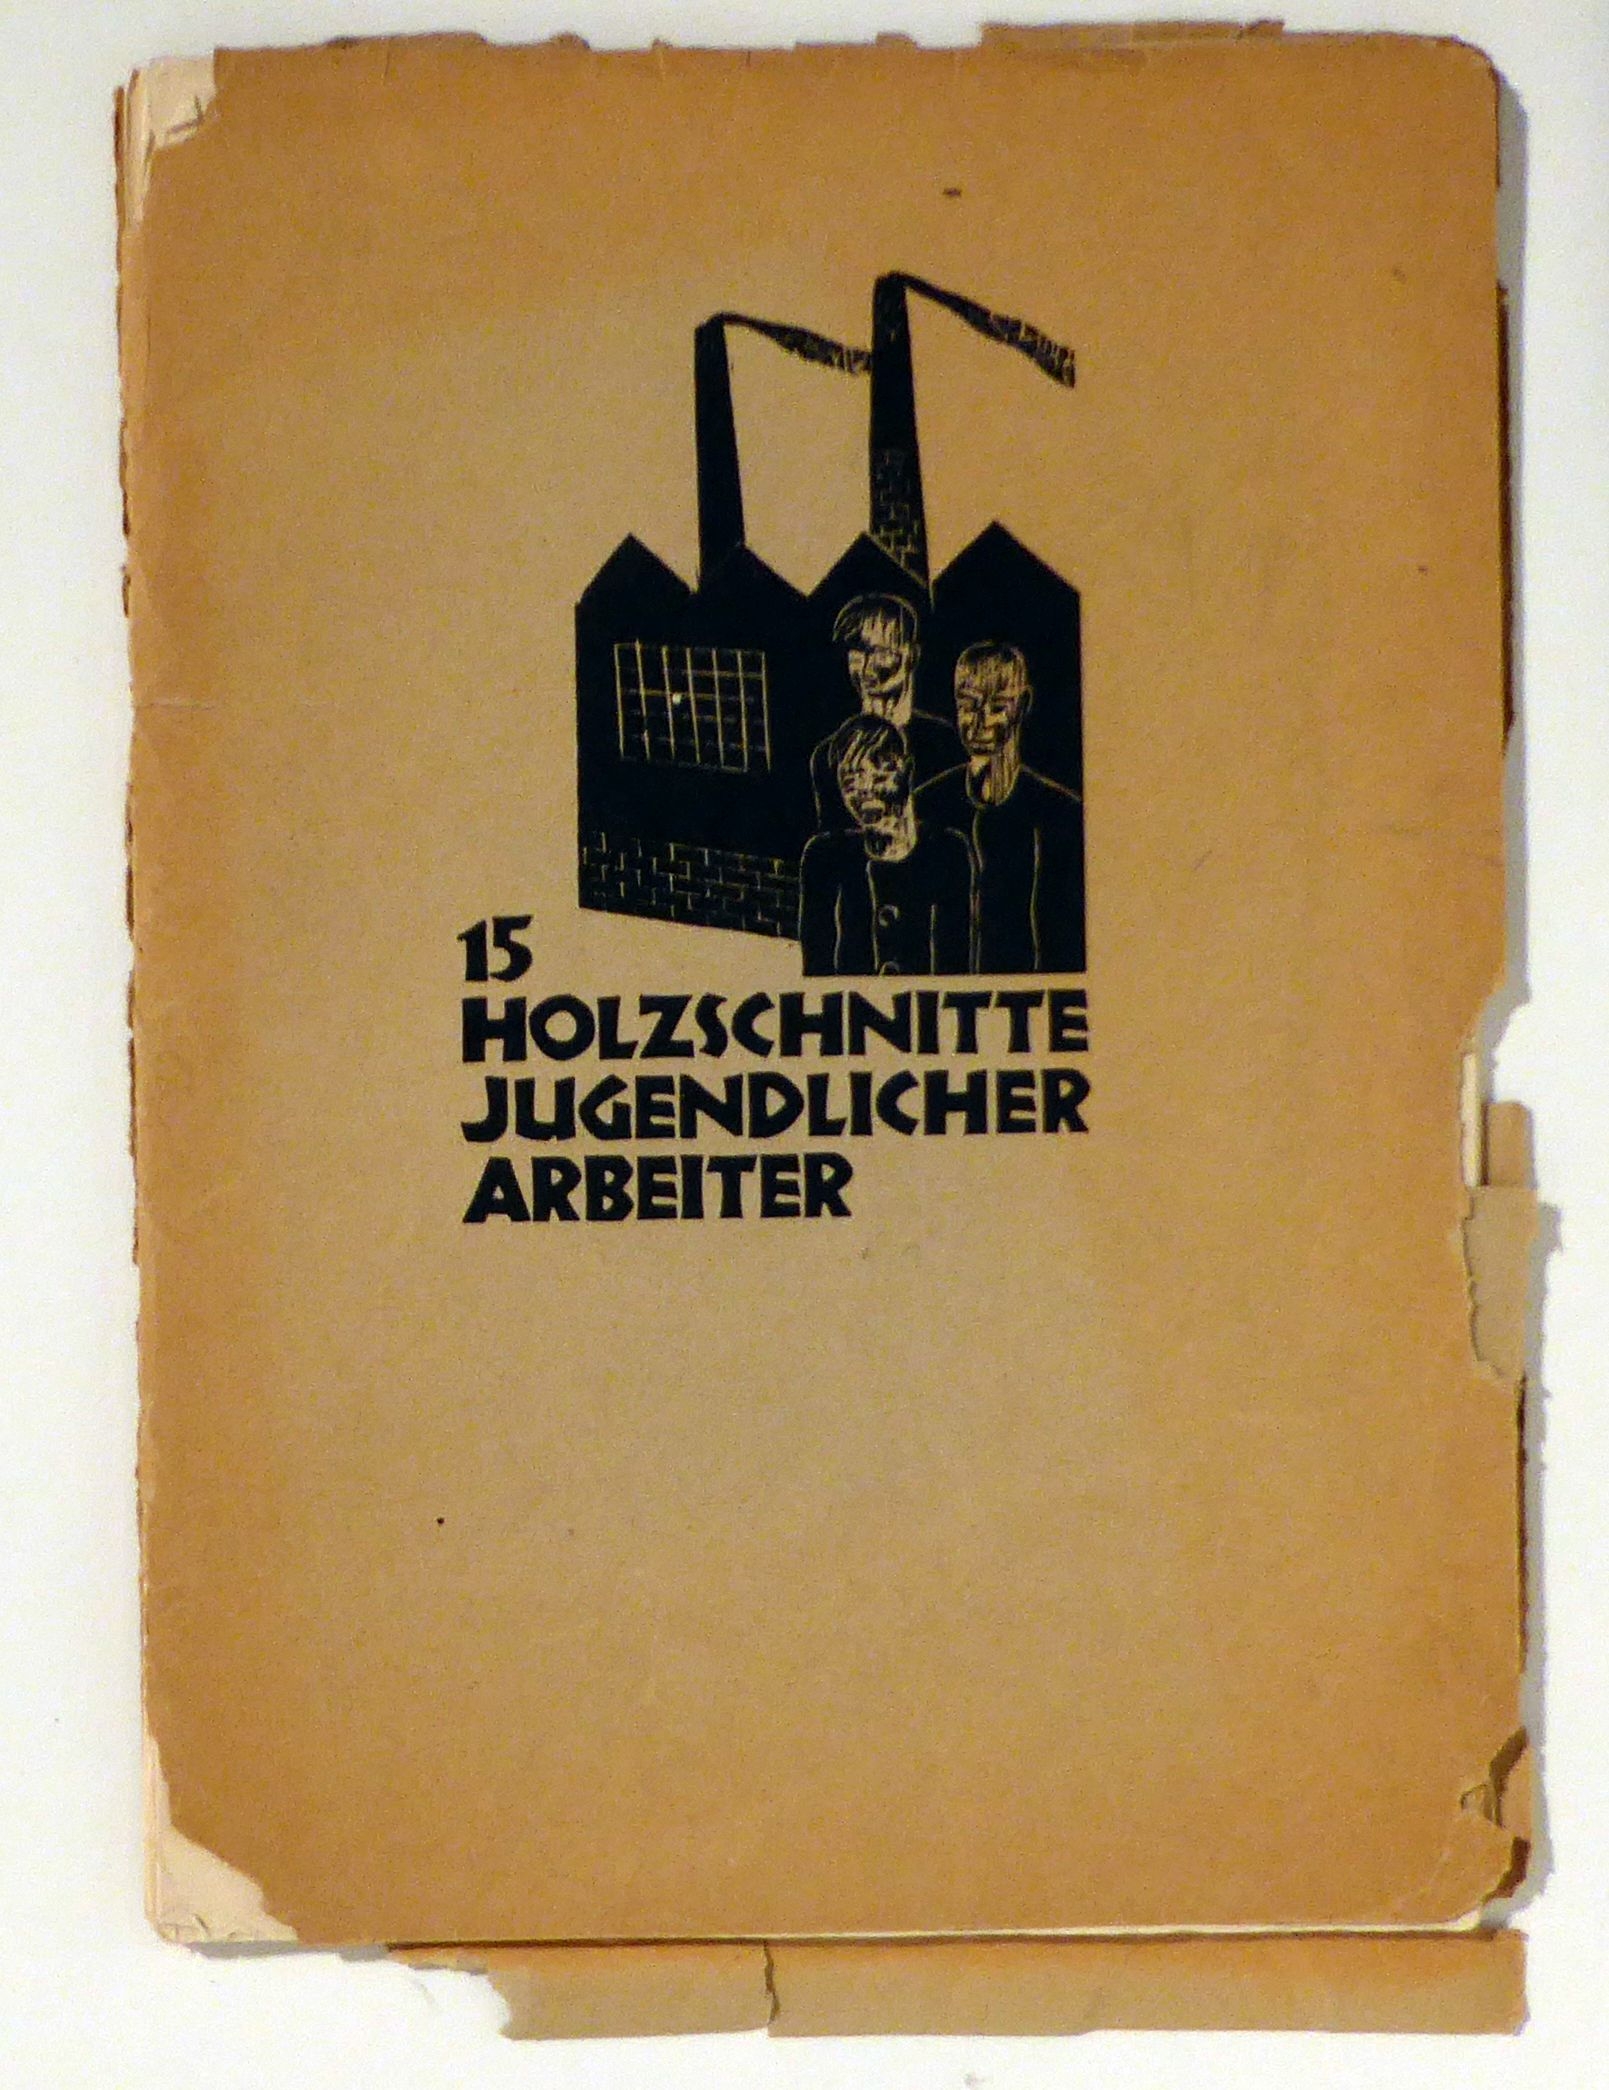 15
HOLZSCHNITTE
JUGENDLICHER
ARBEITER